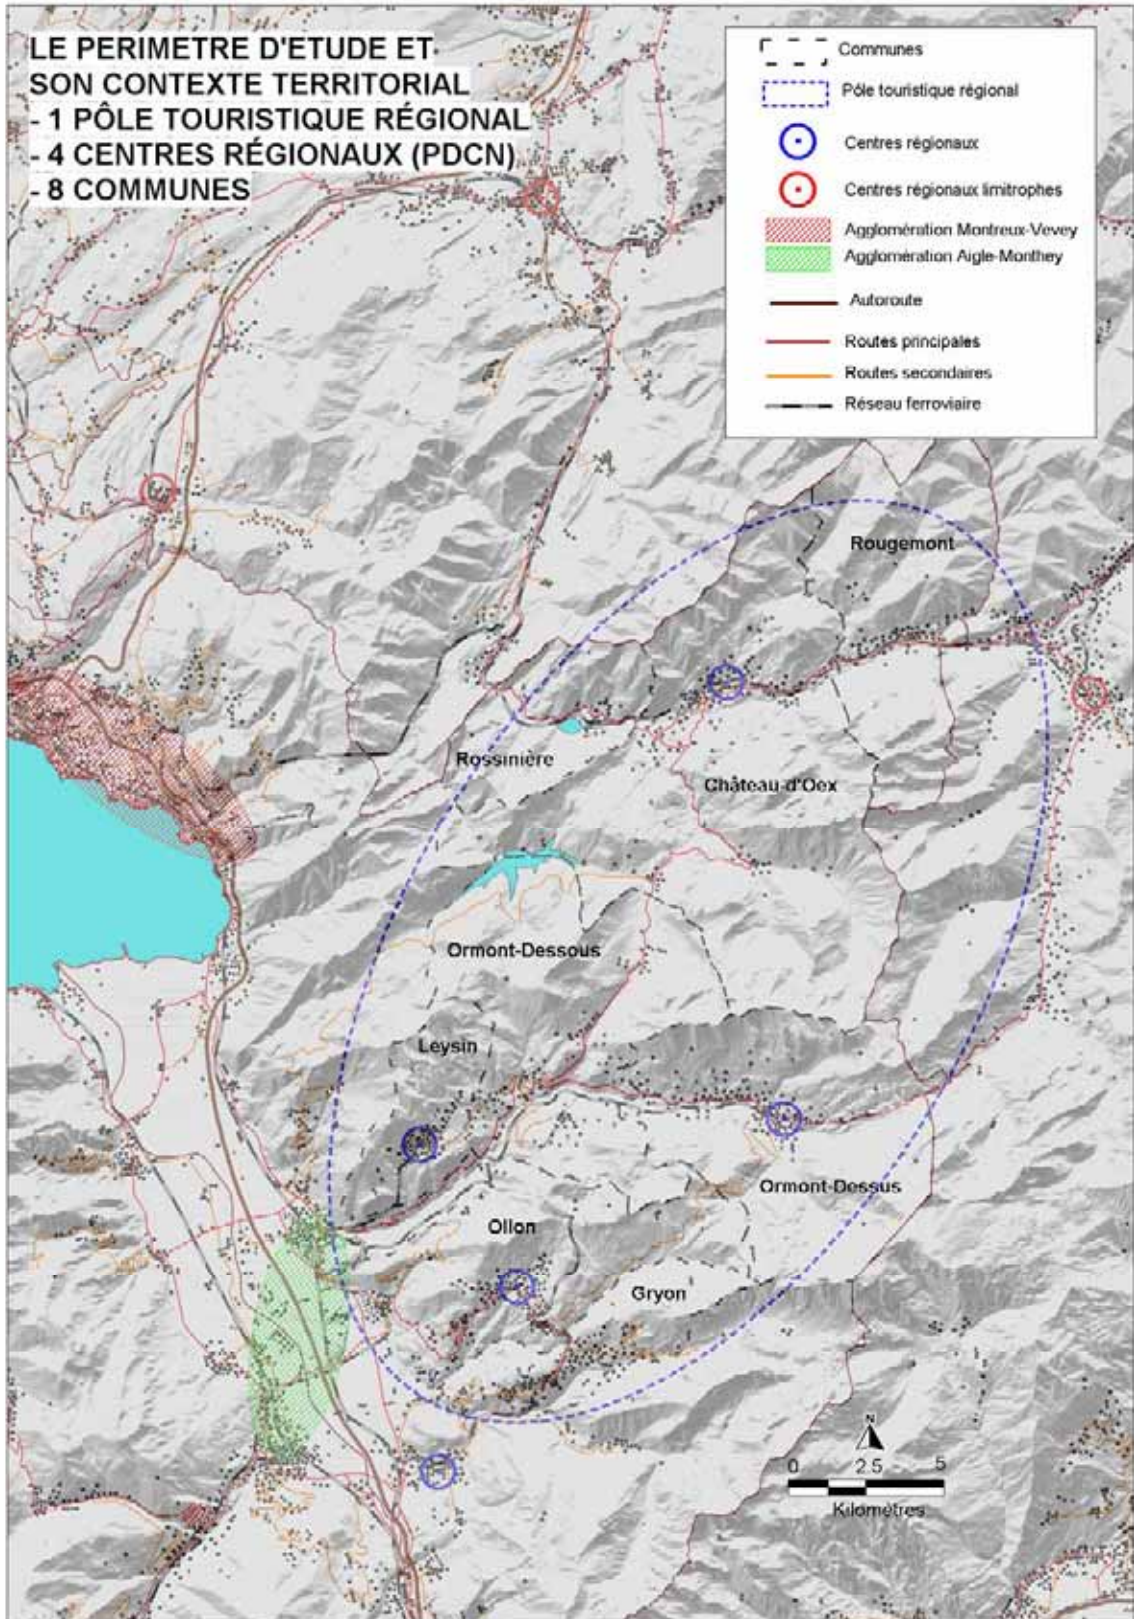 LE PERIMETRE D'ETUDE ET
SON CONTEXTE TERRITORIAL
- 1 PÔLE TOURISTIQUE RÉGIONAL
- 4 CENTRES RÉGIONAUX (PDCN)
- 8 COMMUNES
Communes
Pôle touristique régional
Centres régionaux
Centres régionaux limitrophes
Agglomération Montreux-Vevey
Agglomération Aigle-Monthey
Autoroute
Routes principales
Routes secondaires
Réseau ferroviaire
Rougemont
Rossinière
Château-d'Oex
Ormont-Dessous
Leysin
Ormont-Dessus
Ollon
Gryon
N
0 2.5 5
Kilomètres